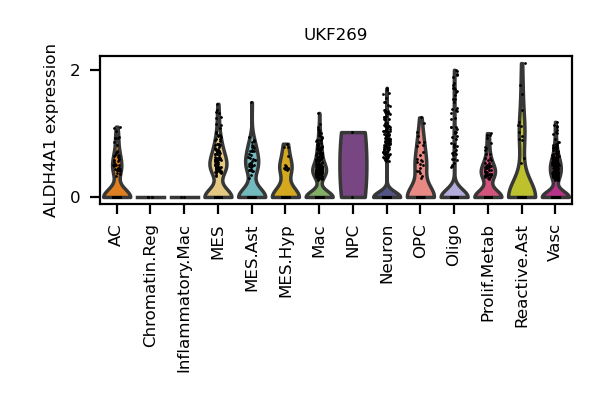 UKF269
ALDH4A1 expression
2
0
AC
Chromatin.Reg
Inflammatory.Mac
MES
MES.Ast
MES.Hyp
Mac
NPC
Neuron
OPC
Oligo
Prolif.Metab
Reactive.Ast
Vasc